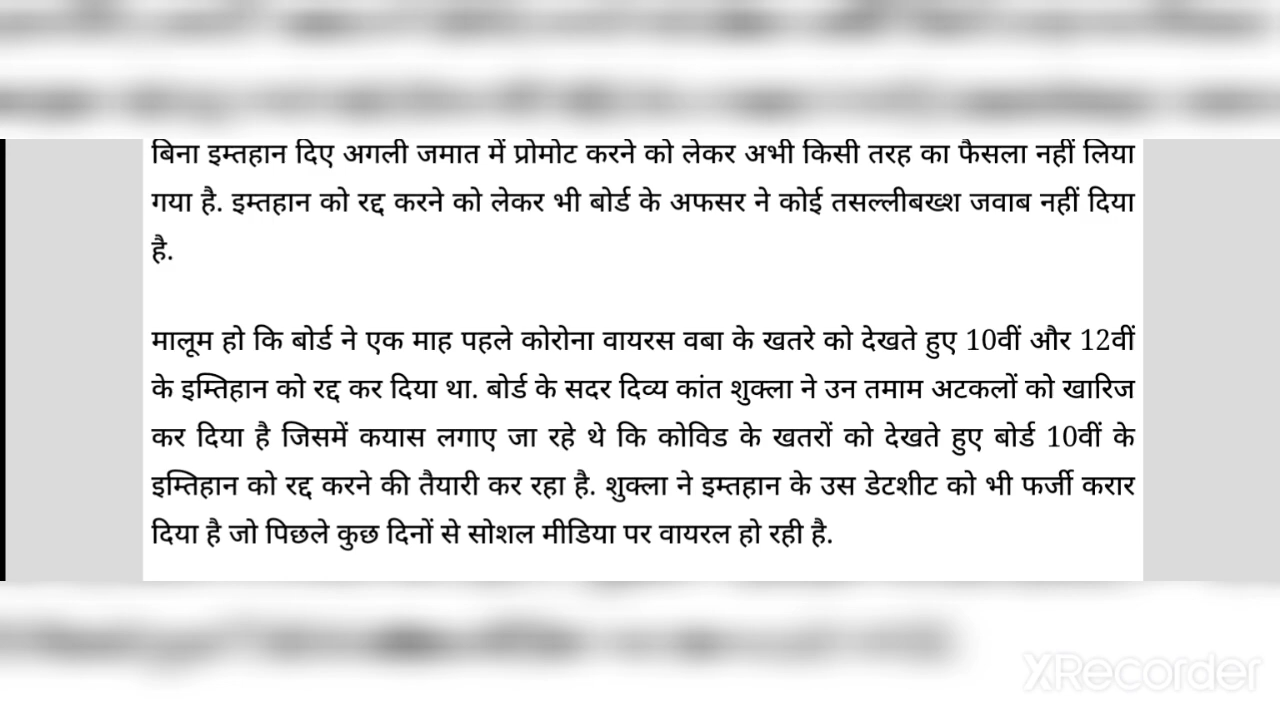 बिना इम्तहान दिए अगली जमात में प्रोमोट करने को लेकर अभी किसी तरह का फैसला नहीं लिया
गया है. इम्तहान को रद्द करने को लेकर भी बोर्ड के अफसर ने कोई तसल्लीबख्श जवाब नहीं दिया
है.
मालूम हो कि बोर्ड ने एक माह पहले कोरोना वायरस वबा के खतरे को देखते हुए 10वीं और 12वीं
के इम्तिहान को रद्द कर दिया था. बोर्ड के सदर दिव्य कांत शुक्ला ने उन तमाम अटकलों को खारिज
कर दिया है जिसमें कयास लगाए जा रहे थे कि कोविड के खतरों को देखते हुए बोर्ड 10वीं के
इम्तिहान को रद्द करने की तैयारी कर रहा है. शुक्ला ने इम्तहान के उस डेटशीट को भी फर्जी करार
दिया है जो पिछले कुछ दिनों से सोशल मीडिया पर वायरल हो रही है.
XRecorder